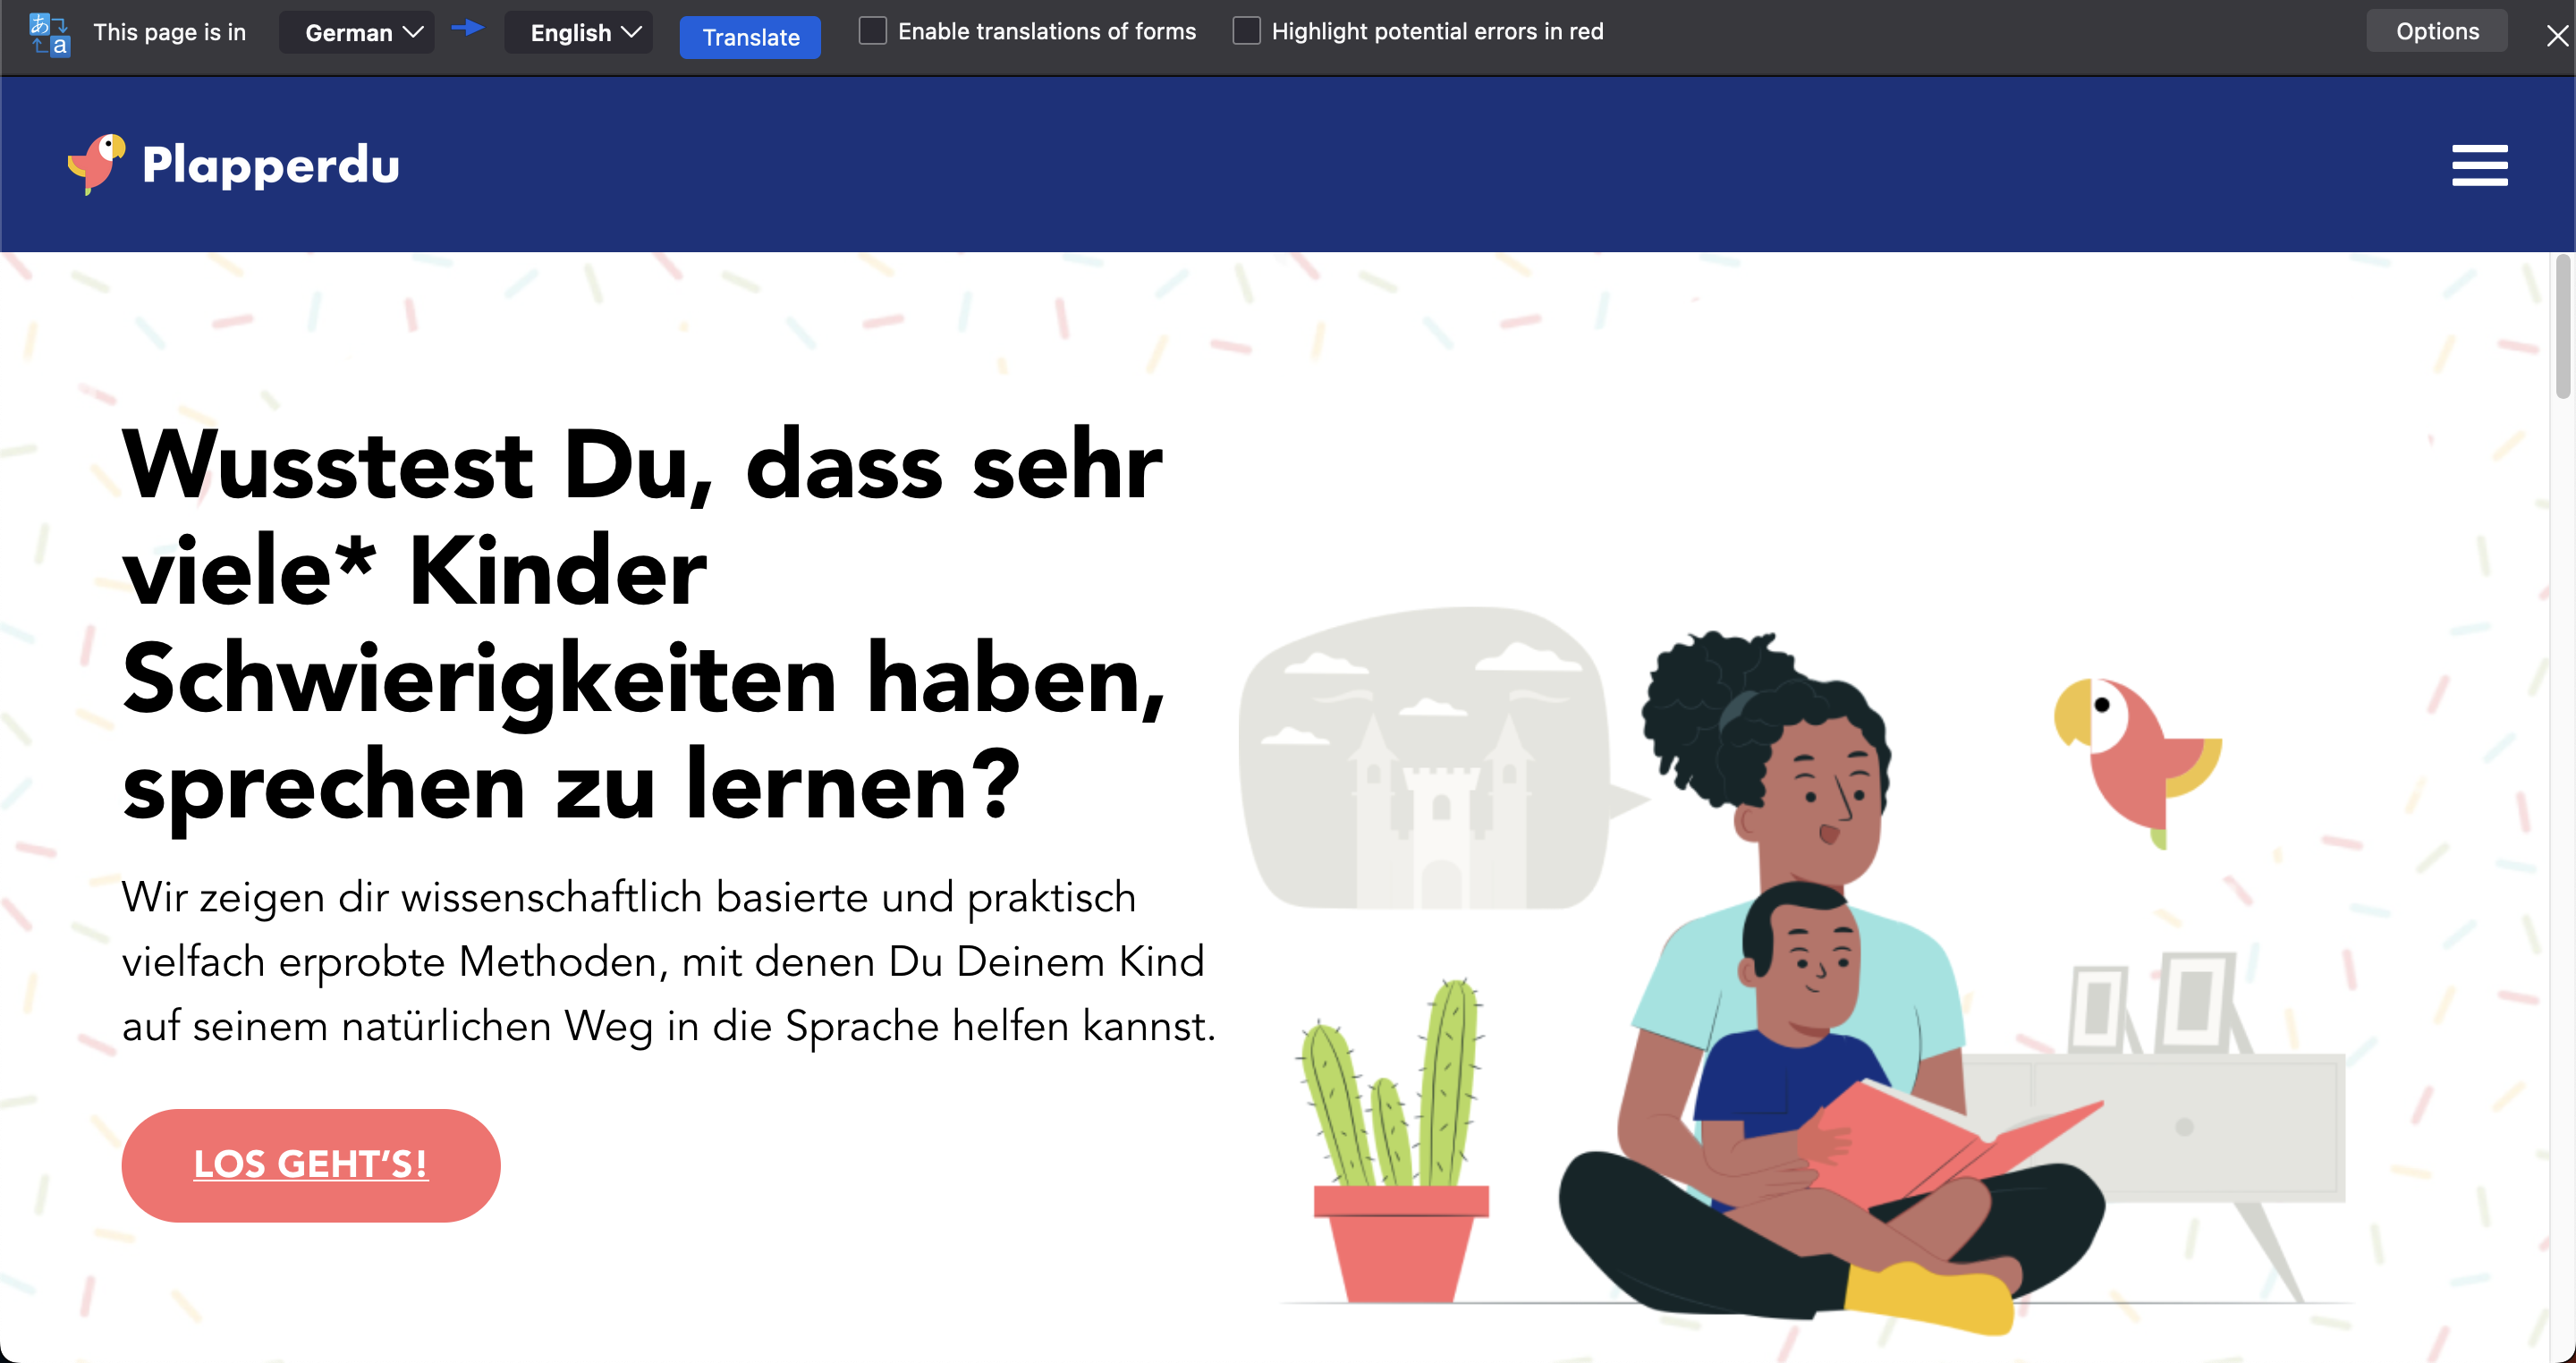 This page is in German English Translate Enable translations of forms Highlight potential errors in red Options
Plapperdu
Wusstest Du, dass sehr
viele* Kinder
Schwierigkeiten haben,
sprechen zu lernen?
Wir zeigen dir wissenschaftlich basierte und praktisch
vielfach erprobte Methoden, mit denen Du Deinem Kind
auf seinem natürlichen Weg in die Sprache helfen kannst.
LOS GEHT’S!